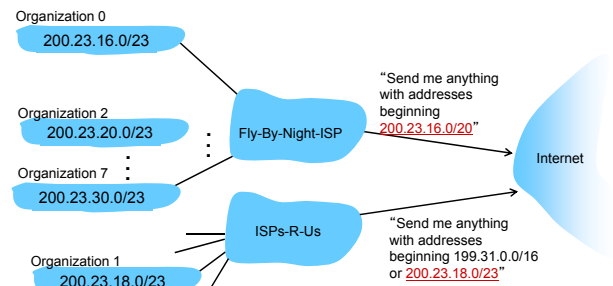 Organization 0
200.23.16.0/23
Organization 2
200.23.20.0/23
Organization 7
200.23.30.0/23
Fly-By-Night-ISP
“Send me anything
with addresses
beginning
200.23.16.0/20”
Internet
ISPs-R-Us
Organization 1
200.23.18.0/23
“Send me anything
with addresses
beginning 199.31.0.0/16
or 200.23.18.0/23”